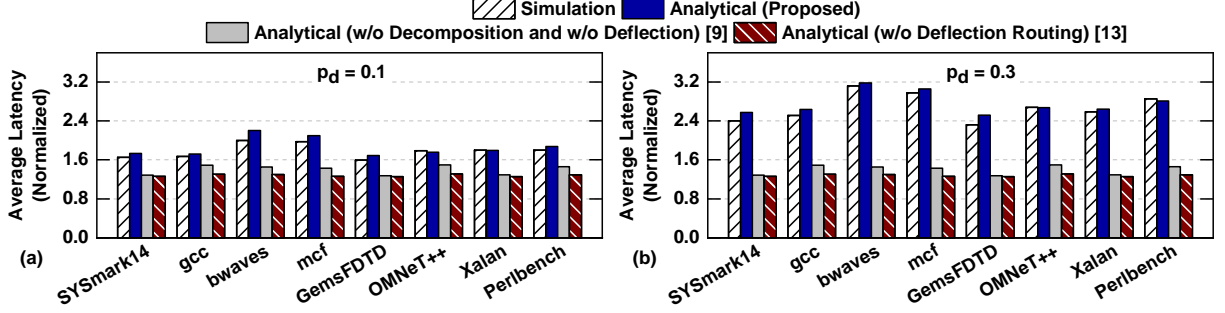 Simulation Analytical (Proposed)
Analytical (w/o Decomposition and w/o Deflection) [9] Analytical (w/o Deflection Routing) [13]
Average Latency
(Normalized)
3.2
2.4
1.6
0.8
0.0
p_d = 0.1
(a)
SYSmark14
gcc
bwaves
mcf
GemsFDTD
OMNeT++
Xalan
Perlbench
Average Latency
(Normalized)
3.2
2.4
1.6
0.8
0.0
p_d = 0.3
(b)
SYSmark14
gcc
bwaves
mcf
GemsFDTD
OMNeT++
Xalan
Perlbench